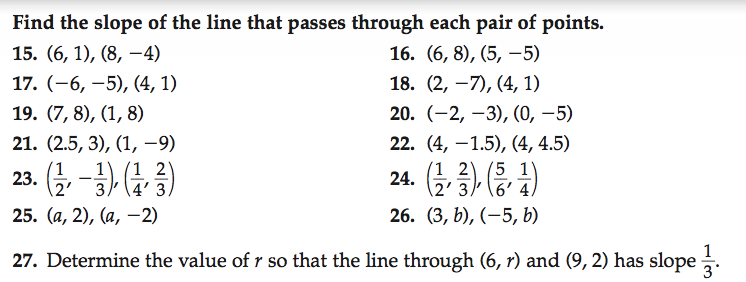 Find the slope of the line that passes through each pair of points.
15. (6, 1), (8, −4)
16. (6, 8), (5, −5)
17. (−6, −5), (4, 1)
18. (2, −7), (4, 1)
19. (7, 8), (1, 8)
20. (−2, −3), (0, −5)
21. (2.5, 3), (1, −9)
22. (4, −1.5), (4, 4.5)
23. (1/2, −1/3), (1/4, 2/3)
24. (1/2, 2/3), (5/6, 1/4)
25. (a, 2), (a, −2)
26. (3, b), (−5, b)
27. Determine the value of r so that the line through (6, r) and (9, 2) has slope 1/3.